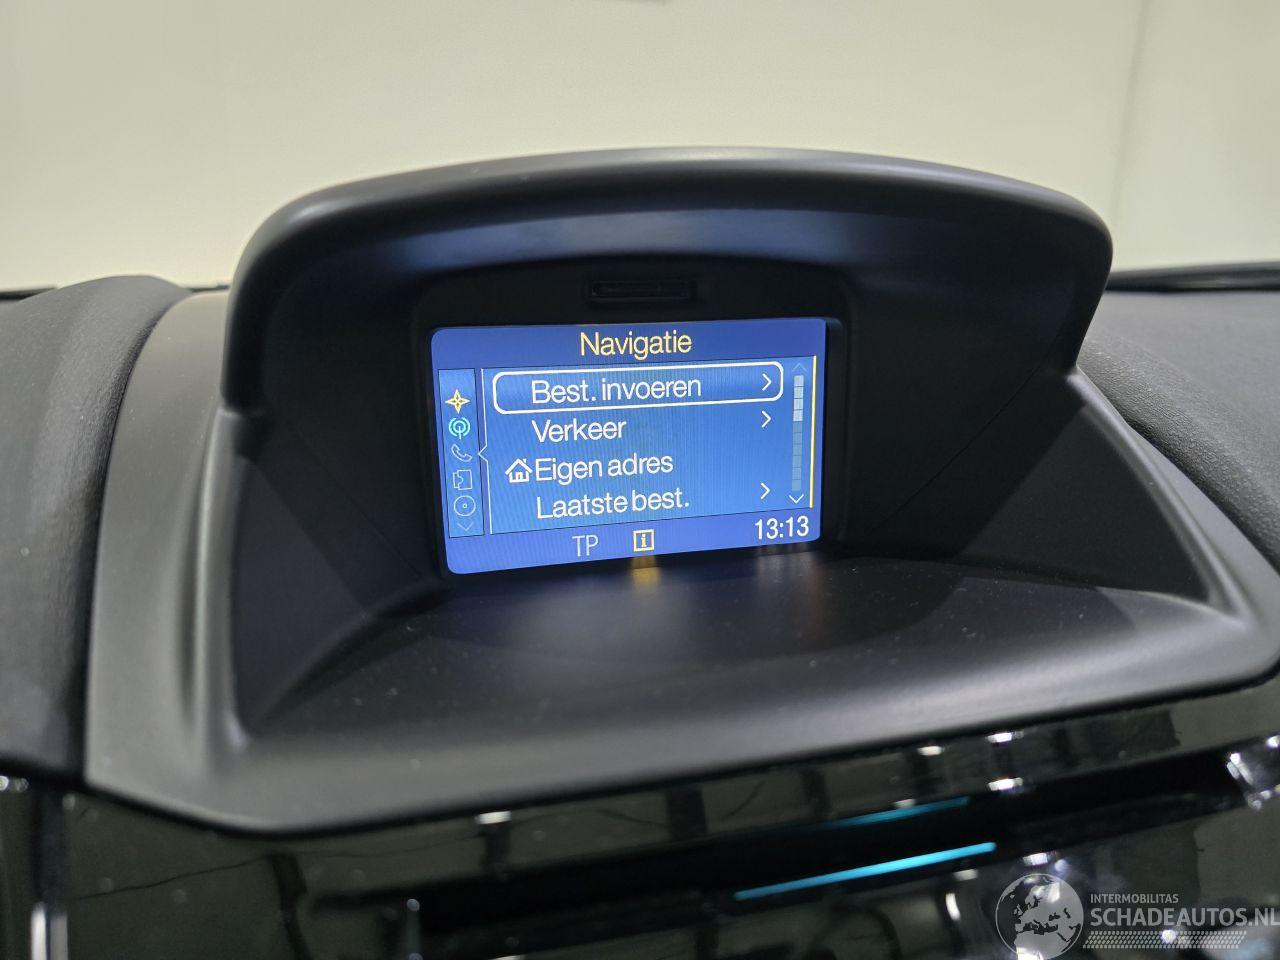 Navigatie
Best. invoeren
Verkeer
Eigen adres
Laatste best.
TP
i
13:13
INTERMOBILITAS
SCHADEAUTOS.NL